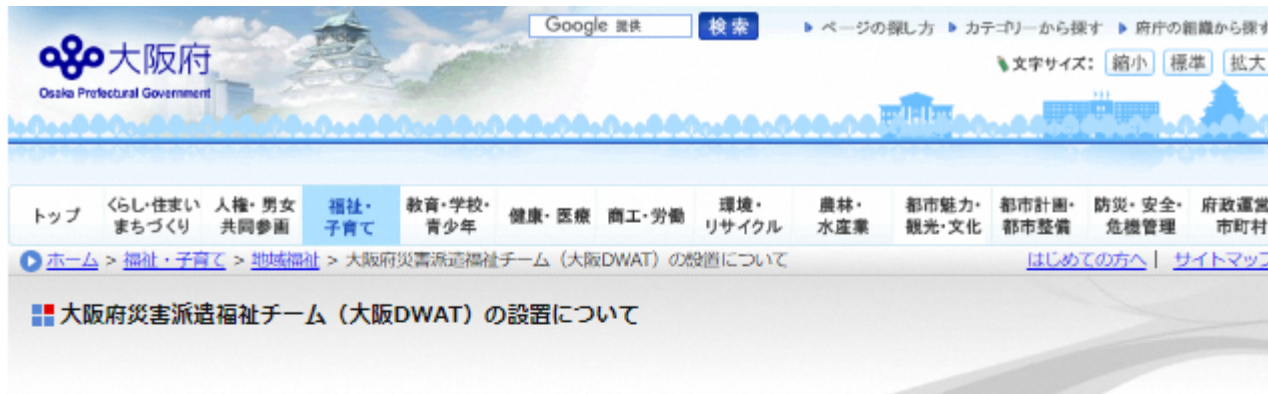 Google 提供 検索 ページの探し方 カテゴリーから探す 府庁の組織から探す
大阪府
Osaka Prefectural Government
文字サイズ： 縮小 標準 拡大
トップ くらし・住まい まちづくり 人権・男女 共同参画 福祉・ 子育て 教育・学校・ 青少年 健康・医療 商工・労働 環境・ リサイクル 農林・ 水産業 都市魅力・ 観光・文化 都市計画・ 都市整備 防災・安全・ 危機管理 府政運営 市町村
ホーム > 福祉・子育て > 地域福祉 > 大阪府災害派遣福祉チーム（大阪DWAT）の設置について はじめての方へ | サイトマップ
大阪府災害派遣福祉チーム（大阪DWAT）の設置について